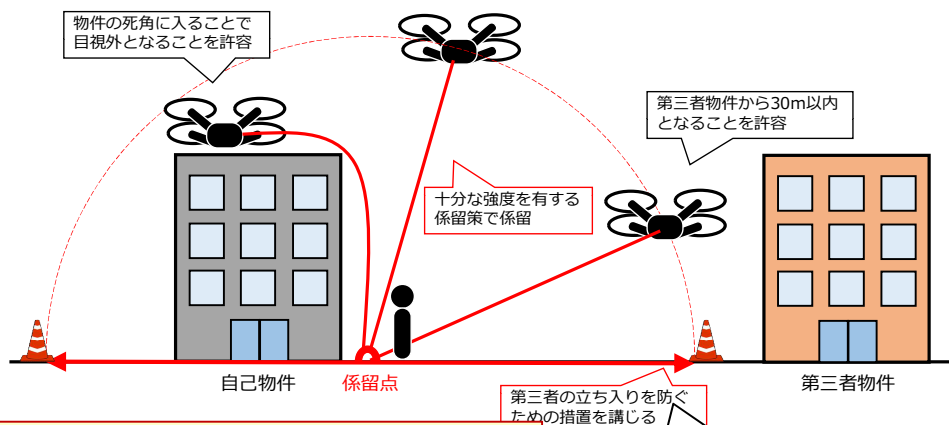 物件の死角に入ることで
目視外となることを許容
第三者物件から30m以内
となることを許容
十分な強度を有する
係留策で係留
自己物件
係留点
第三者物件
第三者の立ち入りを防ぐ
ための措置を講じる